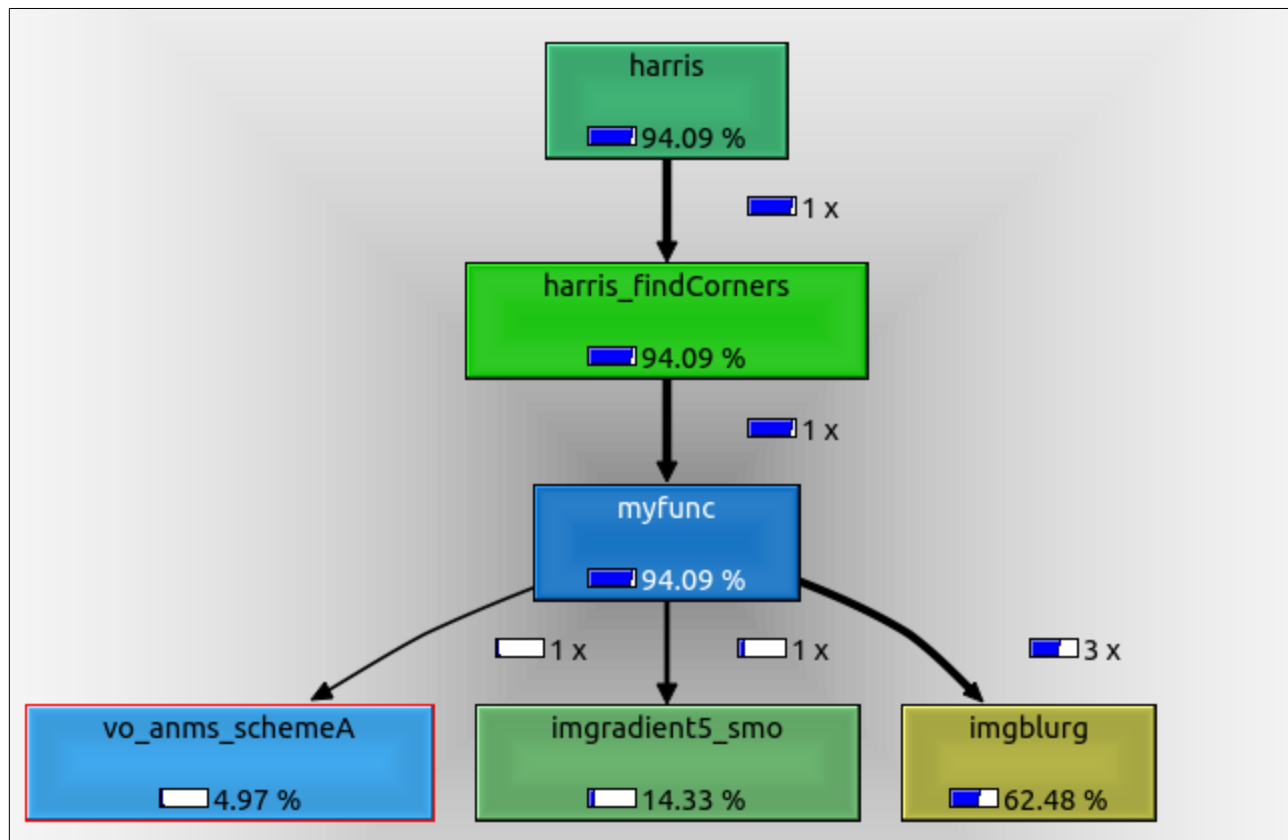 harris
94.09 %
1 x
harris_findCorners
94.09 %
1 x
myfunc
94.09 %
1 x
1 x
3 x
vo_anms_schemeA
4.97 %
imgradient5_smo
14.33 %
imgblurg
62.48 %